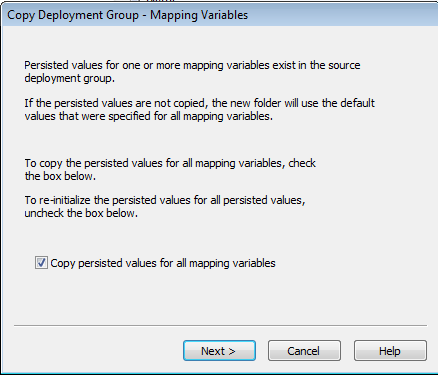 Copy Deployment Group - Mapping Variables
Persisted values for one or more mapping variables exist in the source
deployment group.
If the persisted values are not copied, the new folder will use the default
values that were specified for all mapping variables.
To copy the persisted values for all mapping variables, check
the box below.
To re-initialize the persisted values for all persisted values,
uncheck the box below.
Copy persisted values for all mapping variables
Next >
Cancel
Help